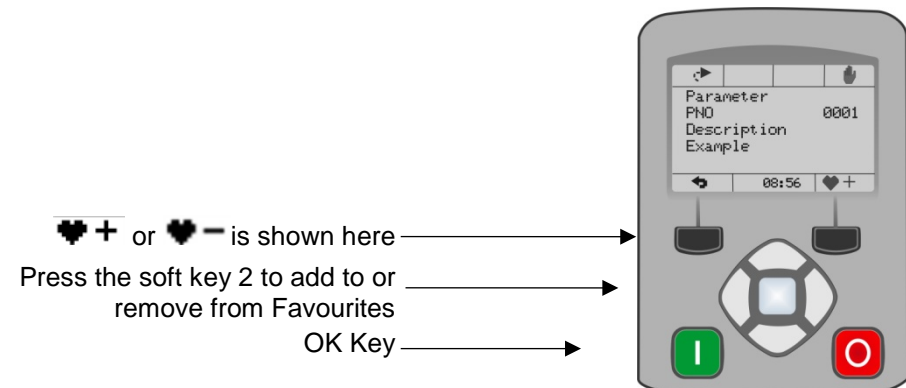 Parameter
PNO 0001
Description
Example
08:56 ♥+
♥+ or ♥− is shown here
Press the soft key 2 to add to or
remove from Favourites
OK Key
I O